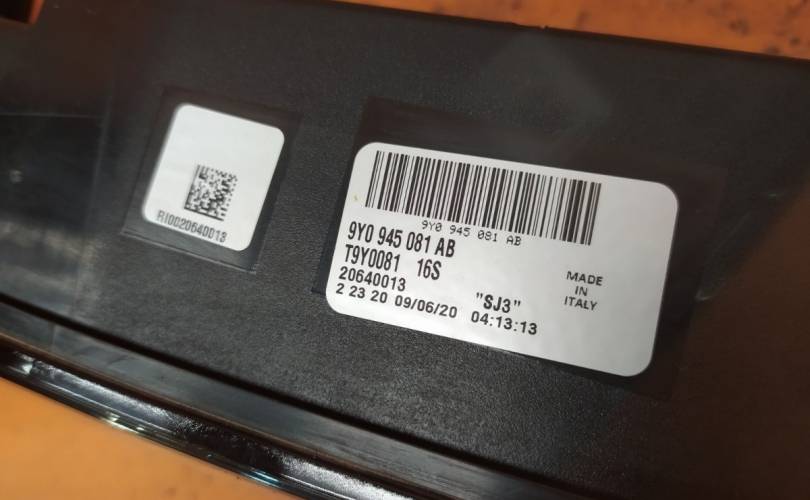 RI0020640013
9Y0 945 081 AB
9Y0 945 081 AB
T9Y0081 16S
20640013 "SJ3"
2 23 20 09/06/20 04:13:13
MADE
IN
ITALY